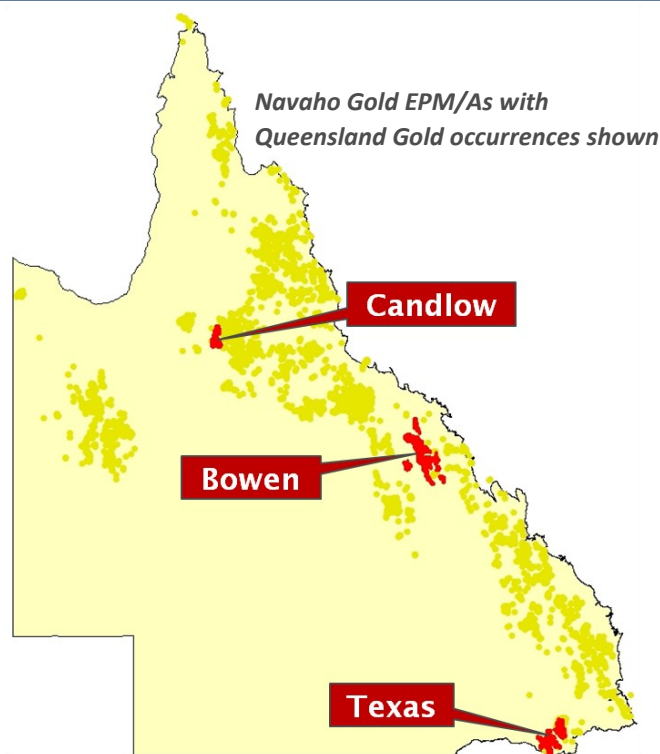 Navaho Gold EPM/As with
Queensland Gold occurrences shown
Candlow
Bowen
Texas